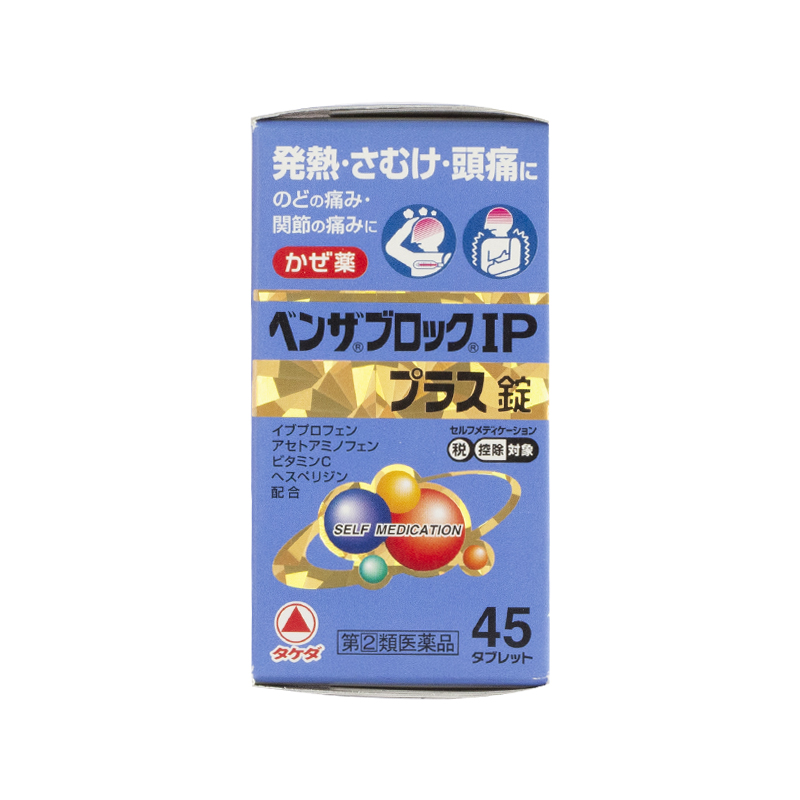 発熱・さむけ・頭痛に
のどの痛み・
関節の痛みに
かぜ薬
ベンザ®ブロック®IP
プラス錠
イブプロフェン
アセトアミノフェン
ビタミンC
ヘスペリジン
配合
セルフメディケーション
税 控除 対象
SELF MEDICATION
タケダ
第②類医薬品
45
タブレット